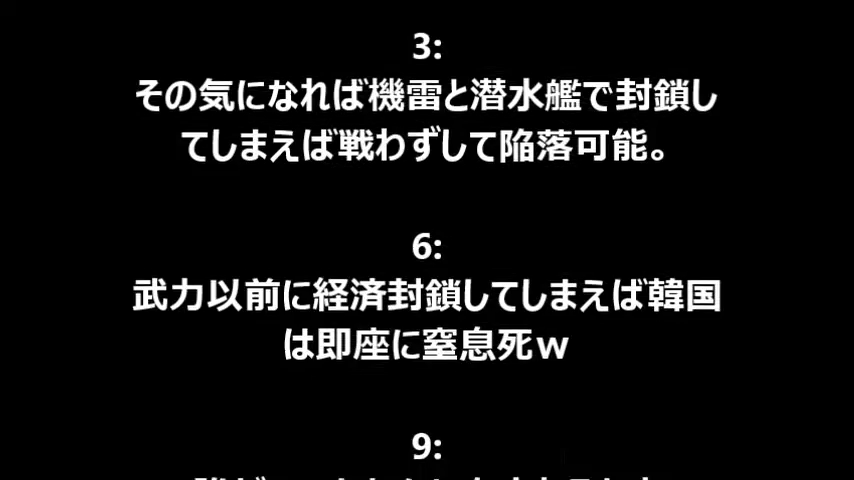 3:
その気になれば機雷と潜水艦で封鎖し
てしまえば戦わずして陥落可能。
6:
武力以前に経済封鎖してしまえば韓国
は即座に窒息死ｗ
9: